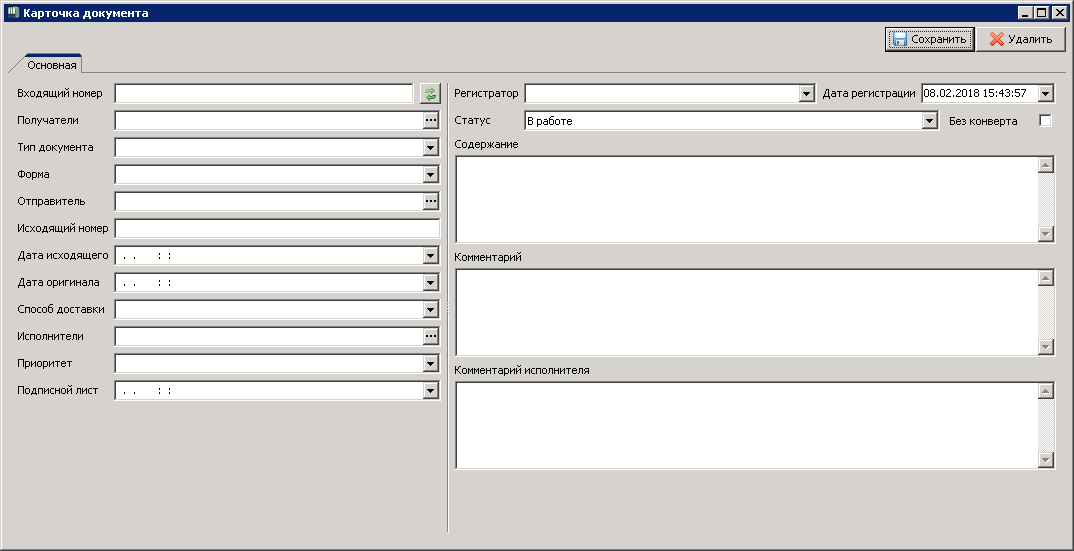 Карточка документа
Сохранить
Удалить
Основная
Входящий номер
Получатели
Тип документа
Форма
Отправитель
Исходящий номер
Дата исходящего . . : :
Дата оригинала . . : :
Способ доставки
Исполнители
Приоритет
Подписной лист . . : :
Регистратор
Дата регистрации 08.02.2018 15:43:57
Статус В работе
Без конверта
Содержание
Комментарий
Комментарий исполнителя